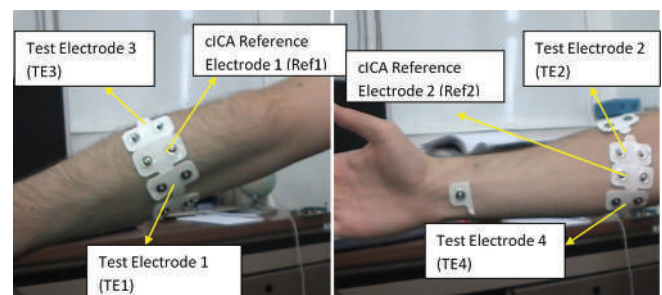 Test Electrode 3
(TE3)
cICA Reference
Electrode 1 (Ref1)
Test Electrode 1
(TE1)
cICA Reference
Electrode 2 (Ref2)
Test Electrode 2
(TE2)
Test Electrode 4
(TE4)